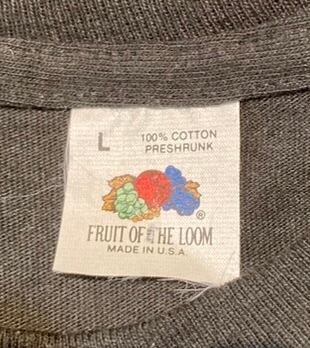 L
100% COTTON
PRESHRUNK
®
FRUIT OF THE LOOM
MADE IN U.S.A